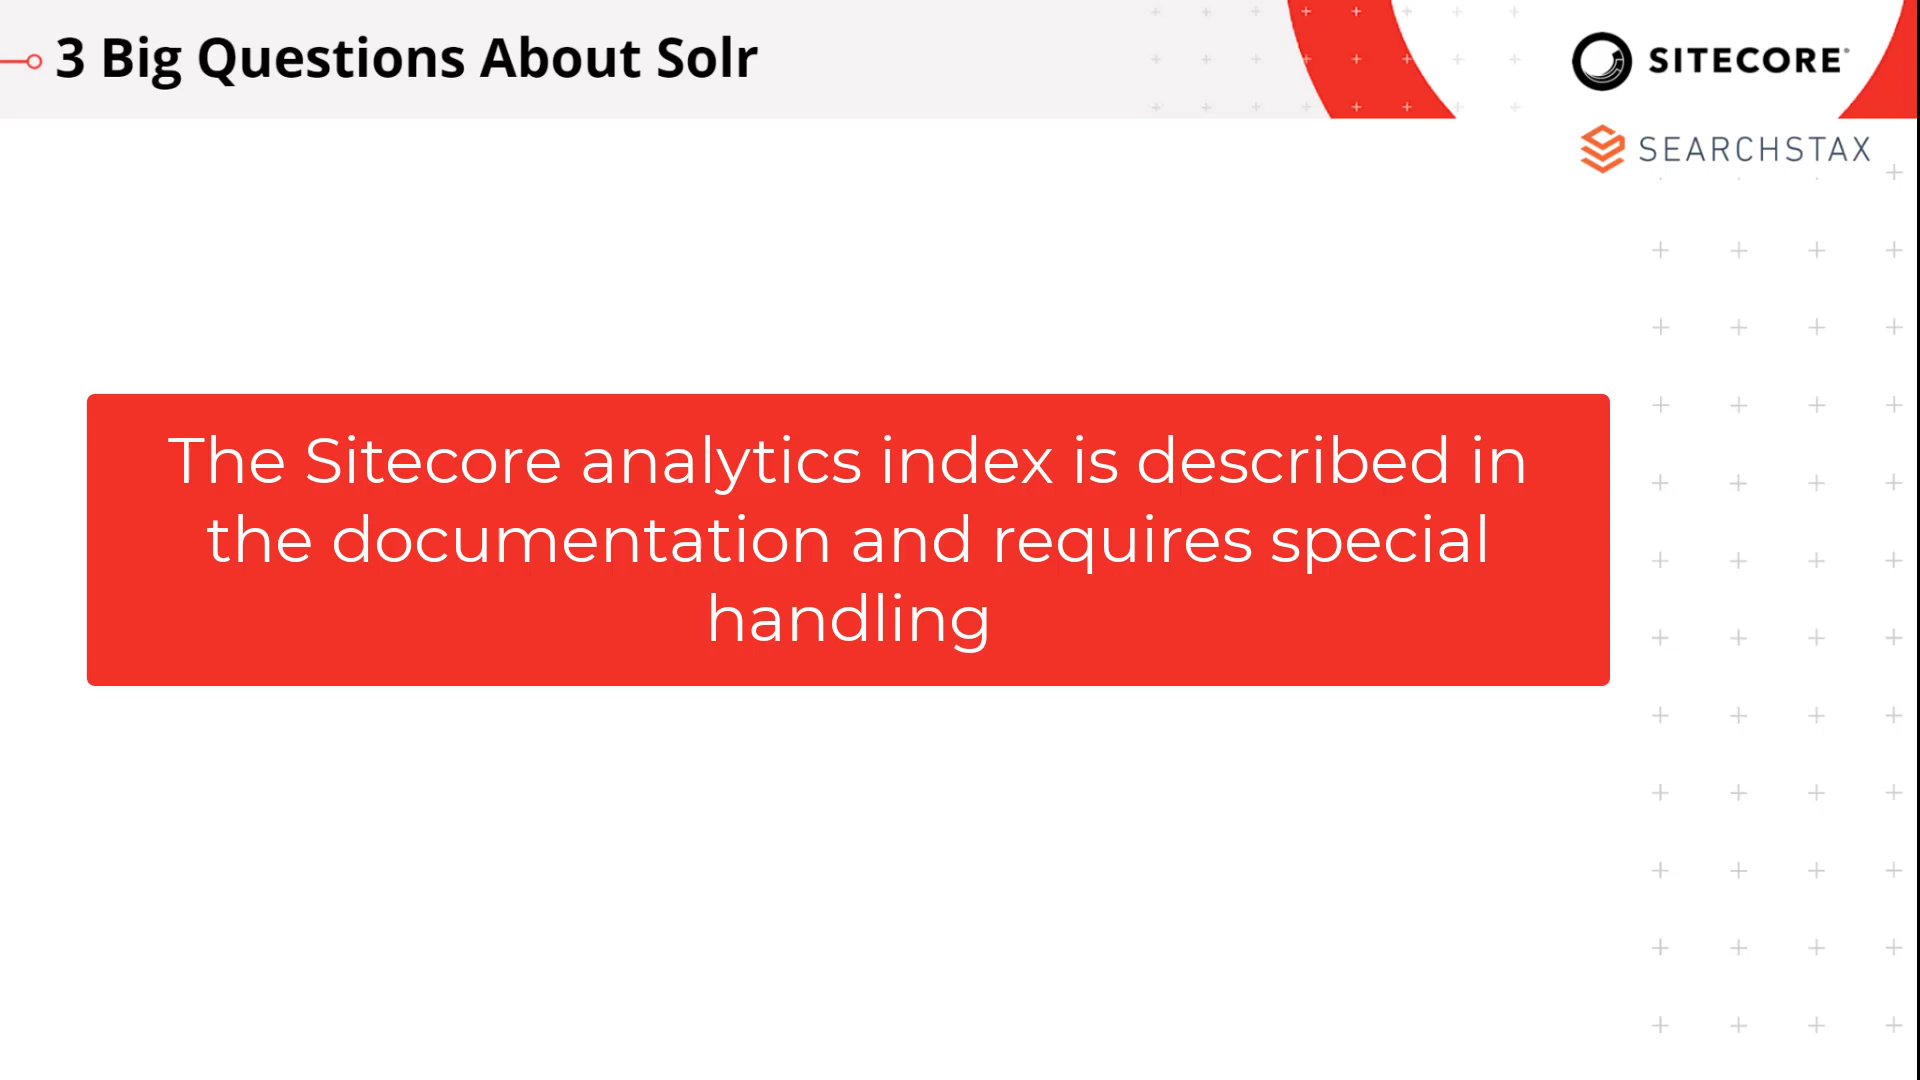 3 Big Questions About Solr
SITECORE
SEARCHSTAX
The Sitecore analytics index is described in
the documentation and requires special
handling